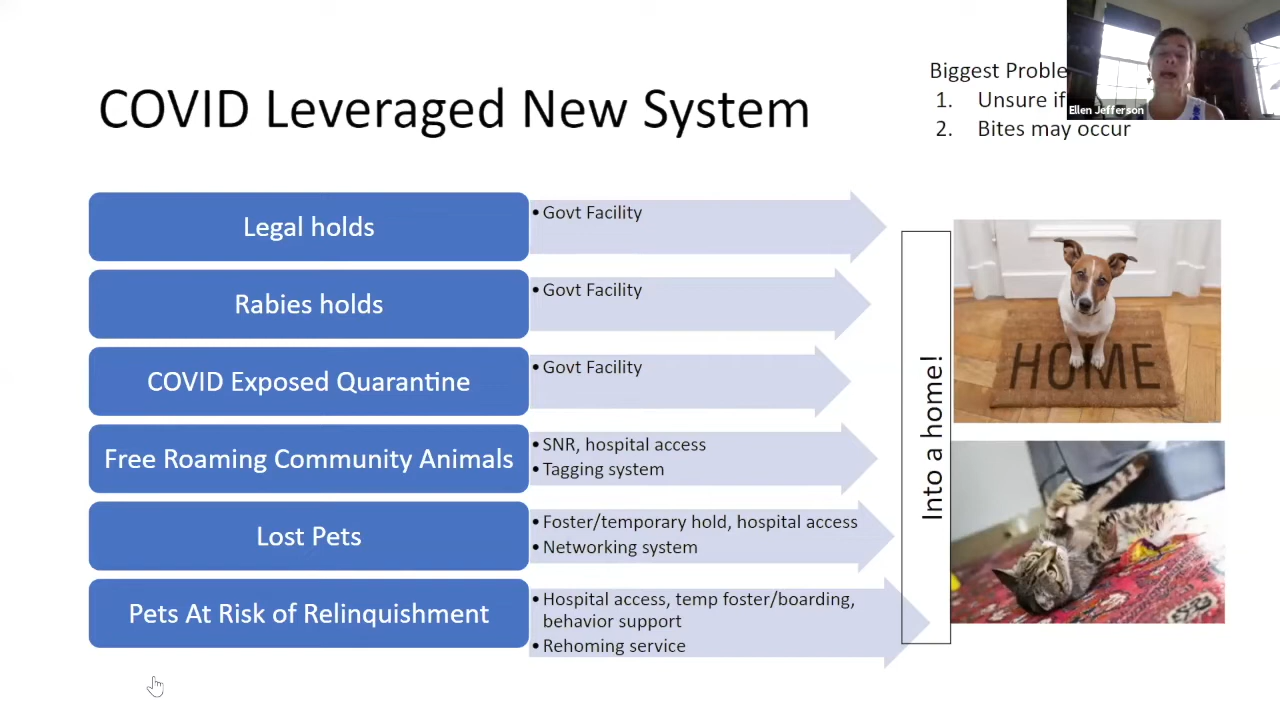 COVID Leveraged New System
Biggest
1. Unsure if
2. Bites may occur
Ellen Jefferson
Legal holds
• Govt Facility
Rabies holds
• Govt Facility
COVID Exposed Quarantine
• Govt Facility
Free Roaming Community Animals
• SNR, hospital access
• Tagging system
Lost Pets
• Foster/temporary hold, hospital access
• Networking system
Pets At Risk of Relinquishment
• Hospital access, temp foster/boarding,
behavior support
• Rehoming service
Into a home!
HOME